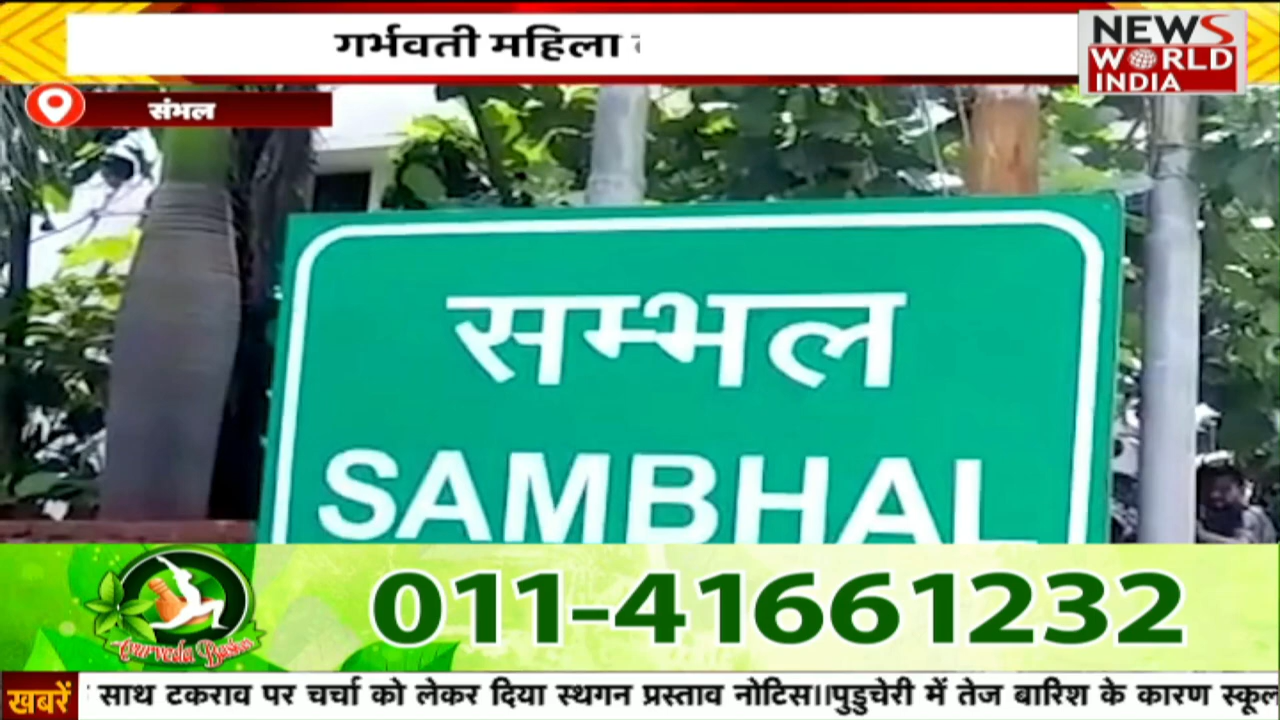 गर्भवती महिला
NEWS
WORLD
INDIA
संभल
सम्भल
SAMBHAL
011-41661232
Ayurveda
खबरें
साथ टकराव पर चर्चा को लेकर दिया स्थगन प्रस्ताव नोटिस॥पुडुचेरी में तेज बारिश के कारण स्कूल